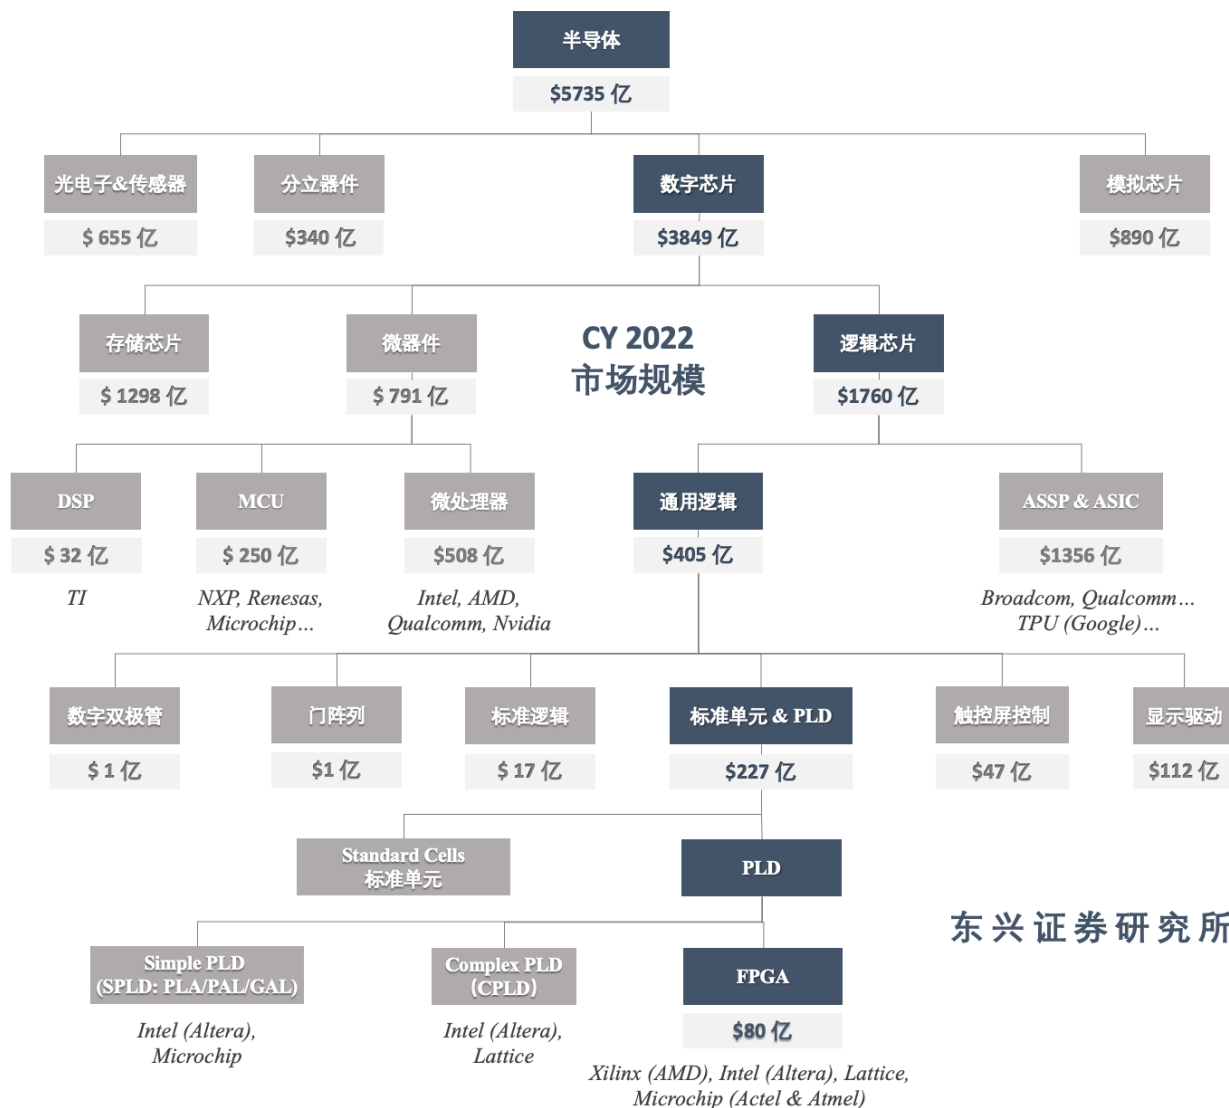 半导体
$5735 亿
光电子&传感器
分立器件
数字芯片
模拟芯片
$ 655 亿
$340 亿
$3849 亿
$890 亿
存储芯片
微器件
逻辑芯片
$ 1298 亿
$ 791 亿
$1760 亿
CY 2022
市场规模
DSP
MCU
微处理器
通用逻辑
ASSP & ASIC
$ 32 亿
$ 250 亿
$508 亿
$405 亿
$1356 亿
TI
NXP, Renesas,
Microchip…
Intel, AMD,
Qualcomm, Nvidia
Broadcom, Qualcomm…
TPU (Google)…
数字双极管
门阵列
标准逻辑
标准单元 & PLD
触控屏控制
显示驱动
$ 1 亿
$1 亿
$ 17 亿
$227 亿
$47 亿
$112 亿
Standard Cells
标准单元
PLD
东兴证券研究所
Simple PLD
(SPLD: PLA/PAL/GAL)
Complex PLD
(CPLD)
FPGA
$80 亿
Intel (Altera),
Microchip
Intel (Altera),
Lattice
Xilinx (AMD), Intel (Altera), Lattice,
Microchip (Actel & Atmel)